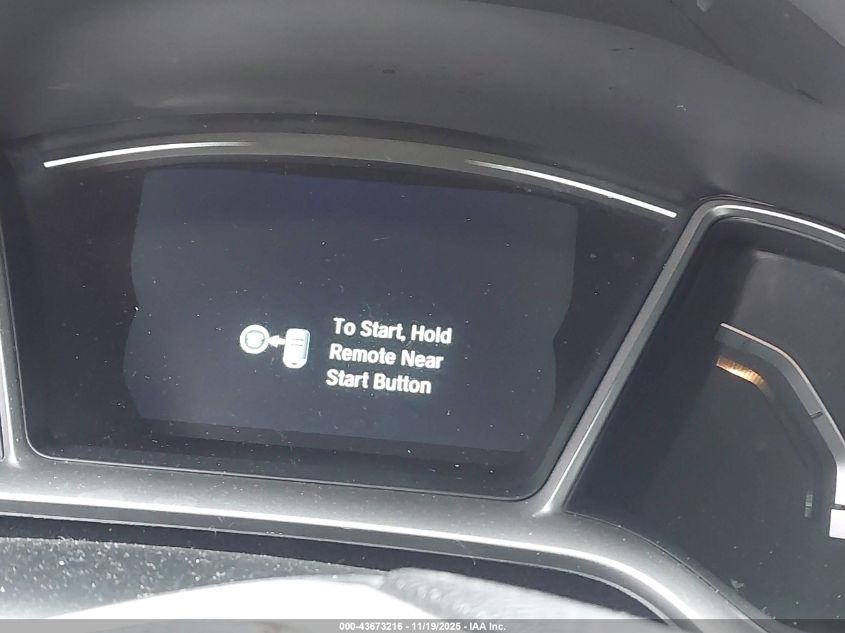 To Start, Hold
Remote Near
Start Button
000-43673216 - 11/19/2025 - IAA Inc.